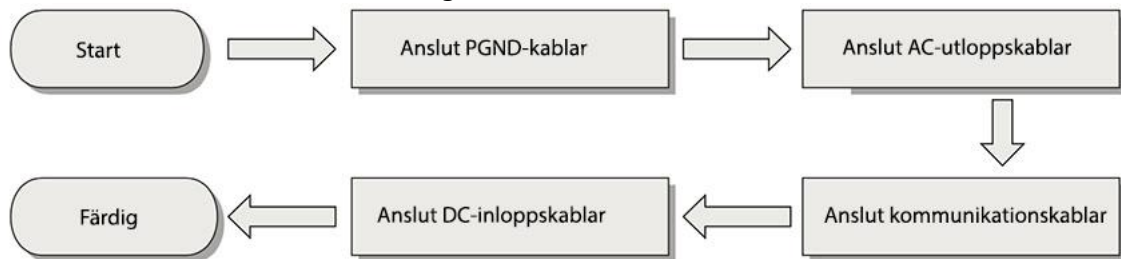 Start
Anslut PGND-kablar
Anslut AC-utloppskablar
Anslut kommunikationskablar
Anslut DC-inloppskablar
Färdig